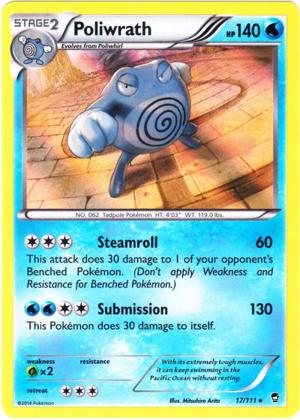 STAGE2 Poliwrath HP 140
Evolves from Poliwhirl
NO. 062 Tadpole Pokémon HT: 4'03" WT: 119.0 lbs.
Steamroll 60
This attack does 30 damage to 1 of your opponent's
Benched Pokémon. (Don't apply Weakness and
Resistance for Benched Pokémon.)
Submission 130
This Pokémon does 30 damage to itself.
weakness resistance
×2
retreat
With its extremely tough muscles,
it can keep swimming in the
Pacific Ocean without resting.
©2014 Pokémon Illus. Mitsuhiro Arita 17/111 ★